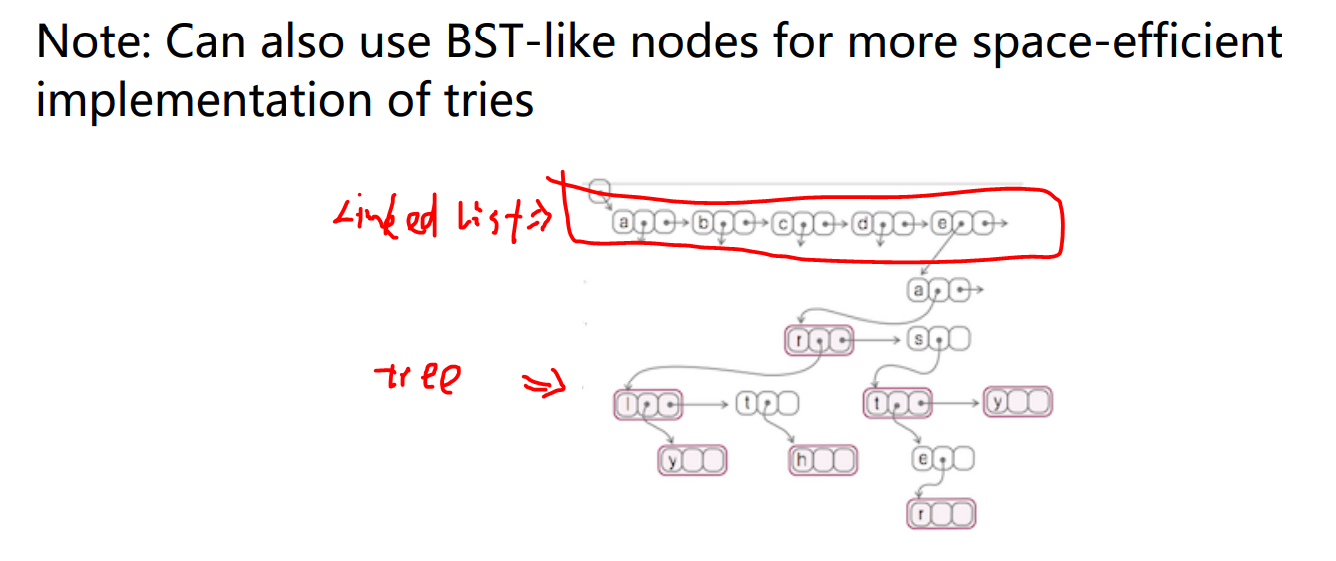 Note: Can also use BST-like nodes for more space-efficient
implementation of tries
Linked list⇒
a b c d e
a
r s
tree ⇒
l t t y
y h e
r